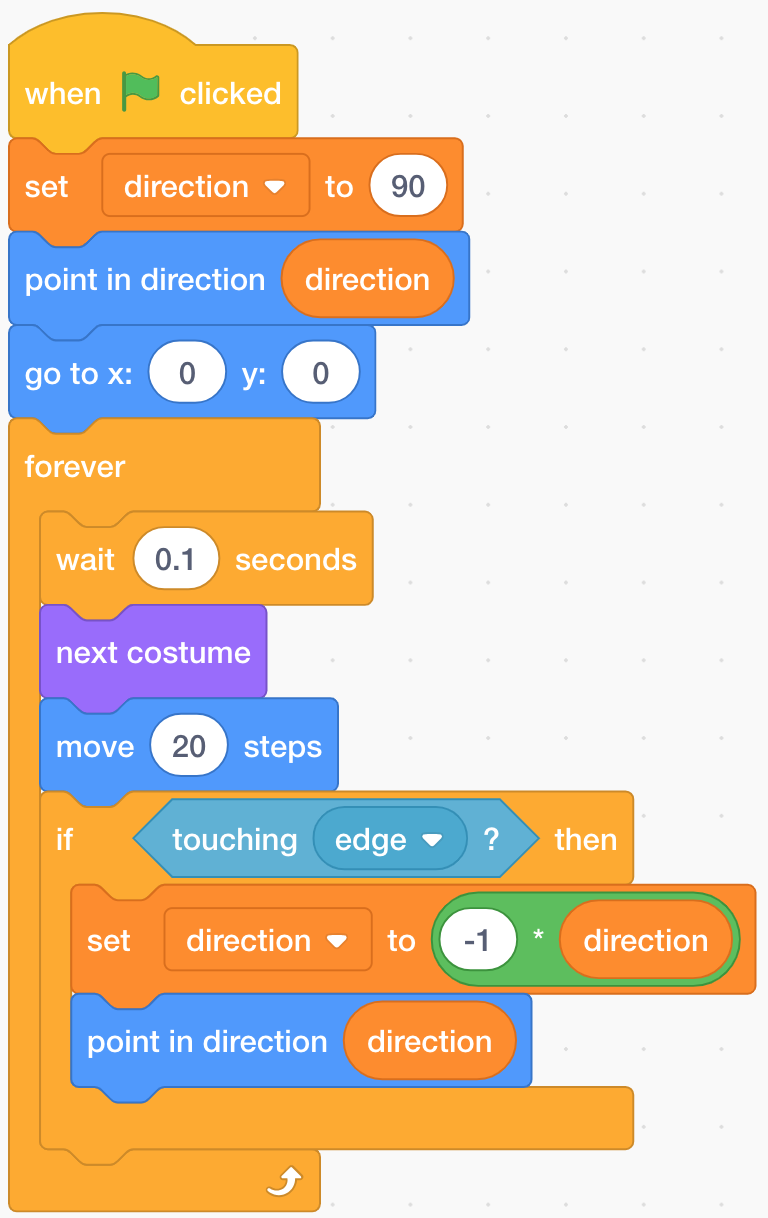 when clicked
set direction to 90
point in direction direction
go to x: 0 y: 0
forever
wait 0.1 seconds
next costume
move 20 steps
if touching edge ? then
set direction to -1 * direction
point in direction direction